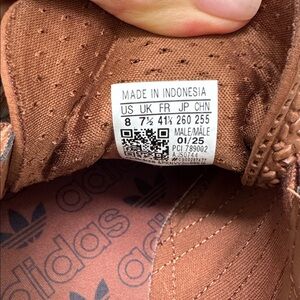 MADE IN INDONESIA
US UK FR JP CHN
8 7½ 41⅓ 260 255
MALE/MÂLE
01/25
PCI 789002
adidas
adidas